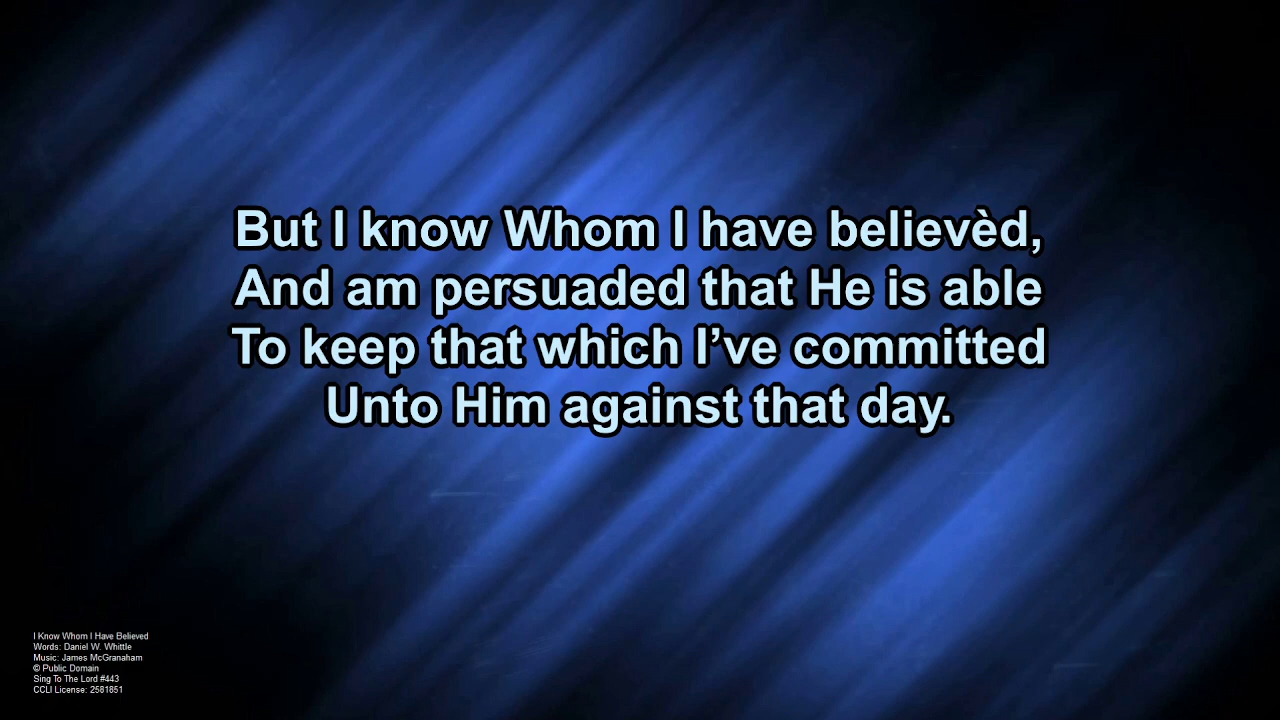 But I know Whom I have believèd,
And am persuaded that He is able
To keep that which I’ve committed
Unto Him against that day.
I Know Whom I Have Believed
Words: Daniel W. Whittle
Music: James McGranaham
© Public Domain
Sing To The Lord #443
CCLI License: 2581851